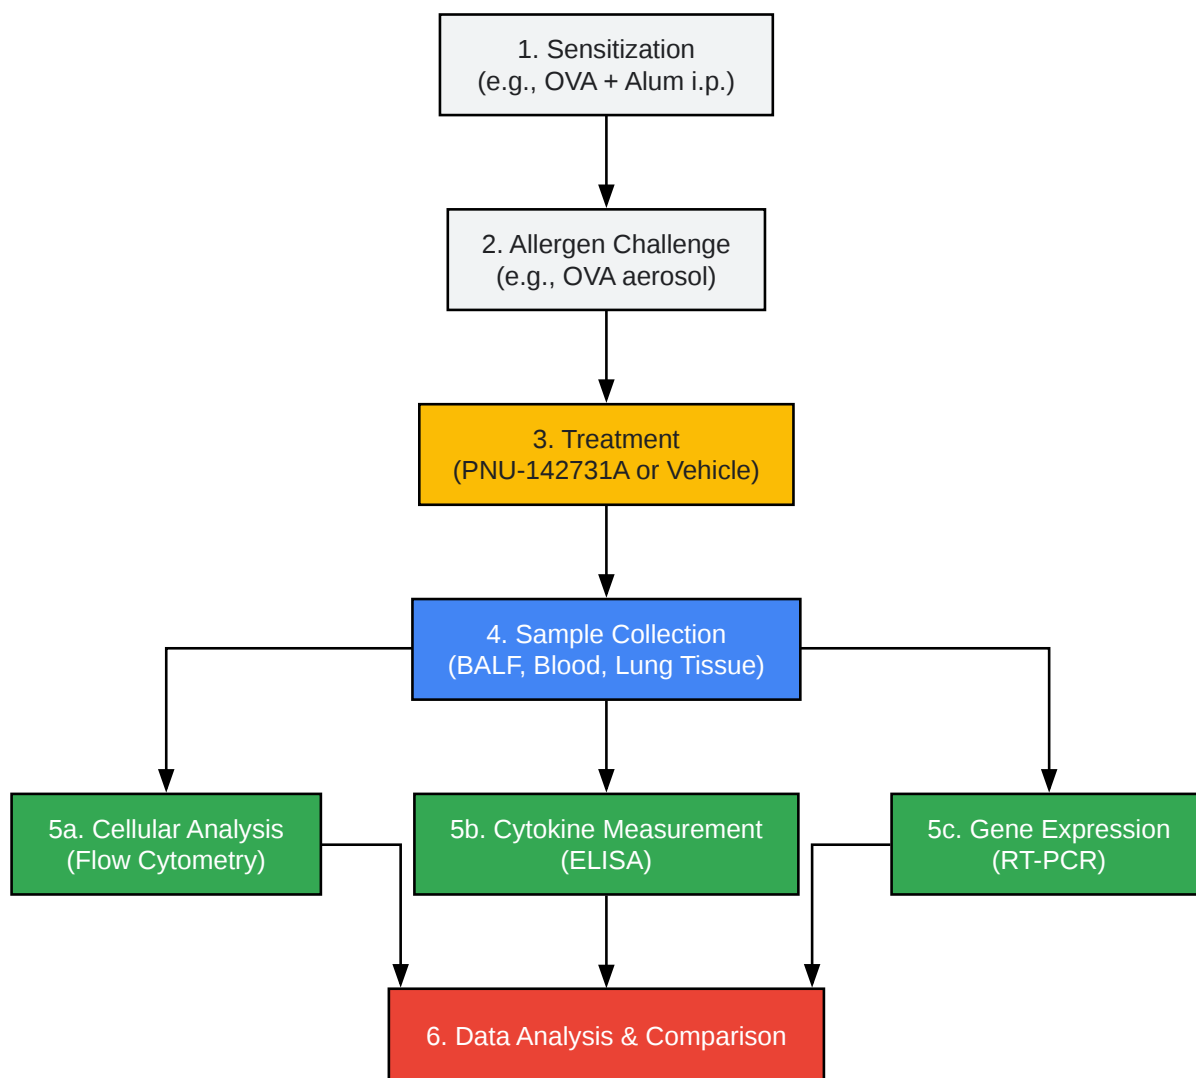 1. Sensitization
(e.g., OVA + Alum i.p.)
2. Allergen Challenge
(e.g., OVA aerosol)
3. Treatment
(PNU-142731A or Vehicle)
4. Sample Collection
(BALF, Blood, Lung Tissue)
5a. Cellular Analysis
(Flow Cytometry)
5b. Cytokine Measurement
(ELISA)
5c. Gene Expression
(RT-PCR)
6. Data Analysis & Comparison